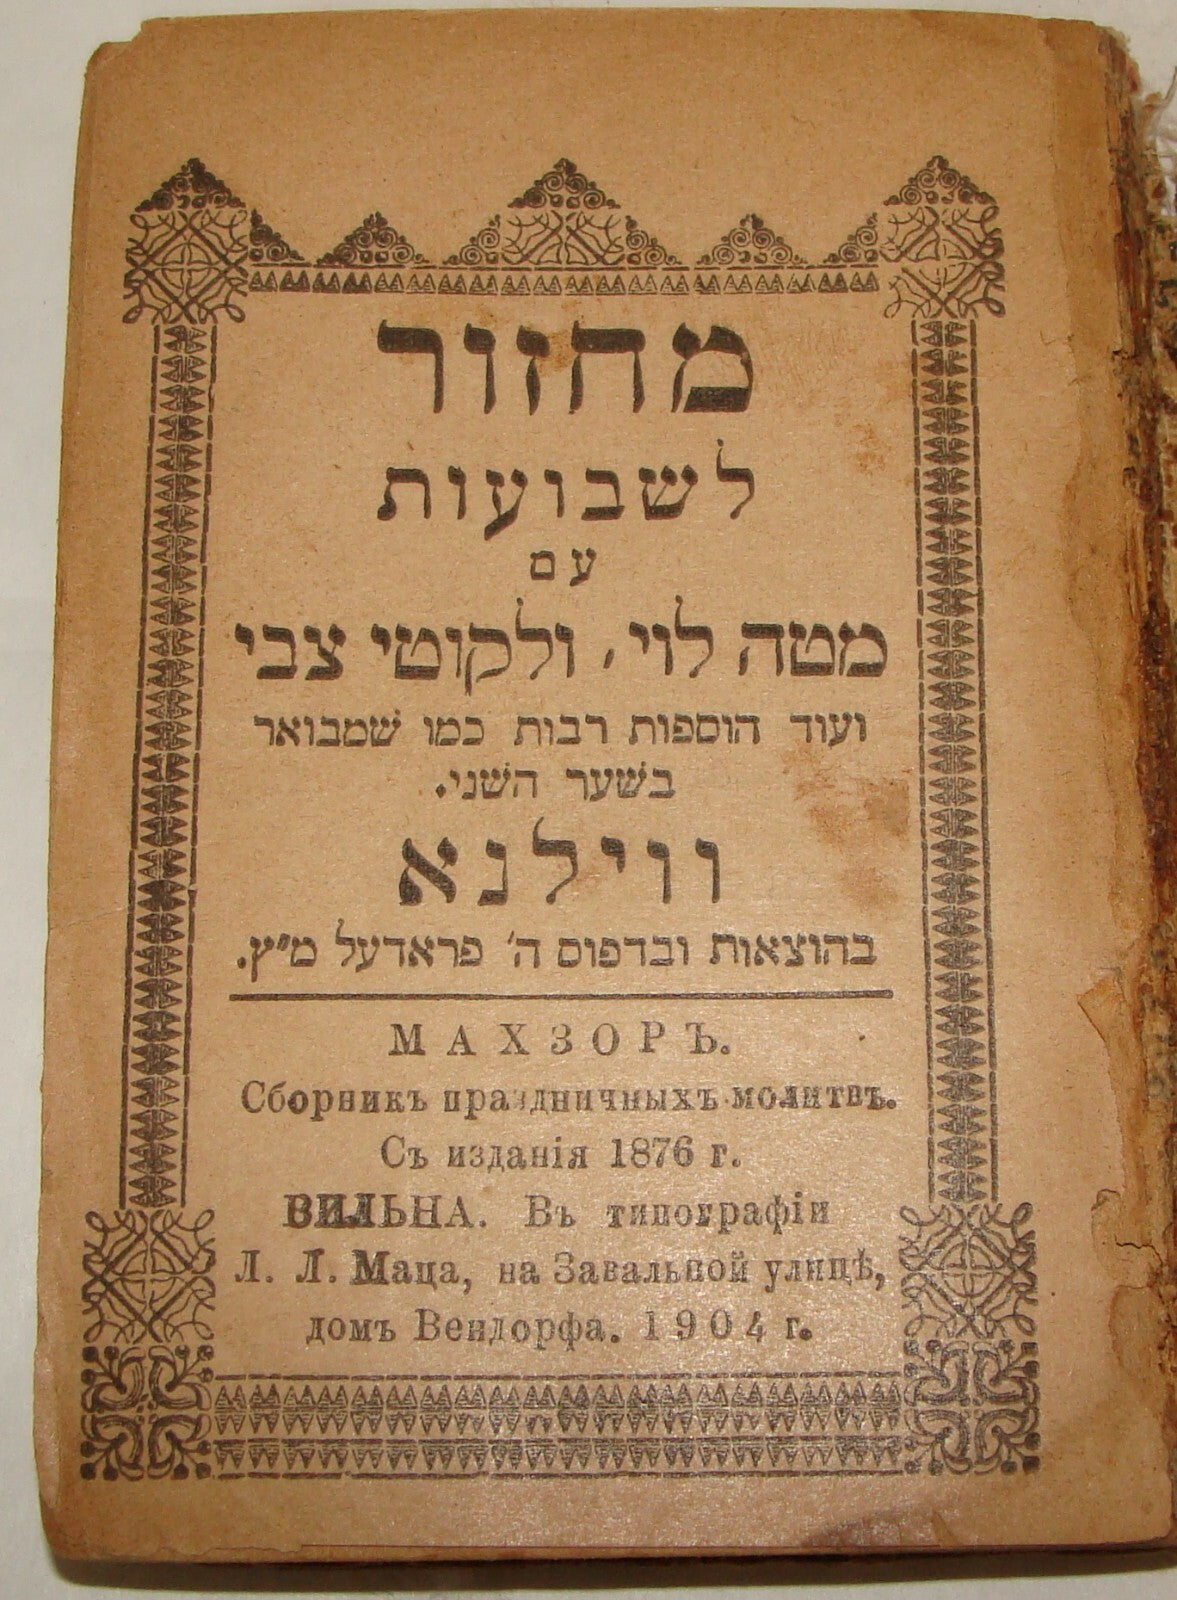 מחזור
לשבועות
עם
מטה לוי, ולקוטי צבי
ועוד הוספות רבות כמו שמבואר
בשער השני.
ווילנא
בהוצאות ובדפוס ה' פראדעל מ"ץ.
МАХЗОРЪ.
Сборникъ праздничныхъ молитвъ.
Съ изданія 1876 г.
ВИЛЬНА. Въ типографіи
Л. Л. Маца, на Завальной улицѣ,
домъ Вендорфа. 1904 г.